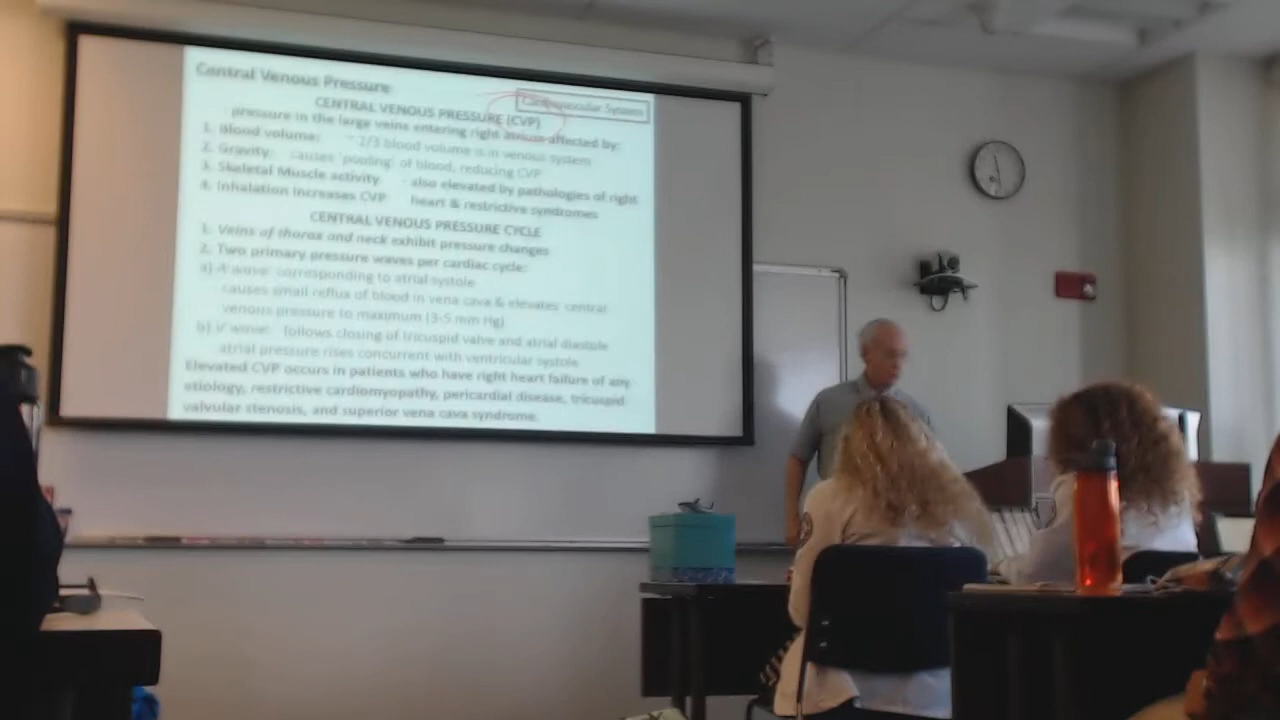 Central Venous Pressure
Cardiovascular System
CENTRAL VENOUS PRESSURE (CVP)
pressure in the large veins entering right atrium affected by:
1. Blood volume: ~ 2/3 blood volume is in venous system
2. Gravity: causes 'pooling' of blood, reducing CVP
3. Skeletal Muscle activity - also elevated by pathologies of right
4. Inhalation Increases CVP heart & restrictive syndromes
CENTRAL VENOUS PRESSURE CYCLE
1. Veins of thorax and neck exhibit pressure changes
2. Two primary pressure waves per cardiac cycle:
a) A wave: corresponding to atrial systole
causes small reflux of blood in vena cava & elevates central
venous pressure to maximum (3-5 mm Hg)
b) V wave: follows closing of tricuspid valve and atrial diastole
atrial pressure rises concurrent with ventricular systole
Elevated CVP occurs in patients who have right heart failure of any
etiology, restrictive cardiomyopathy, pericardial disease, tricuspid
valvular stenosis, and superior vena cava syndrome.